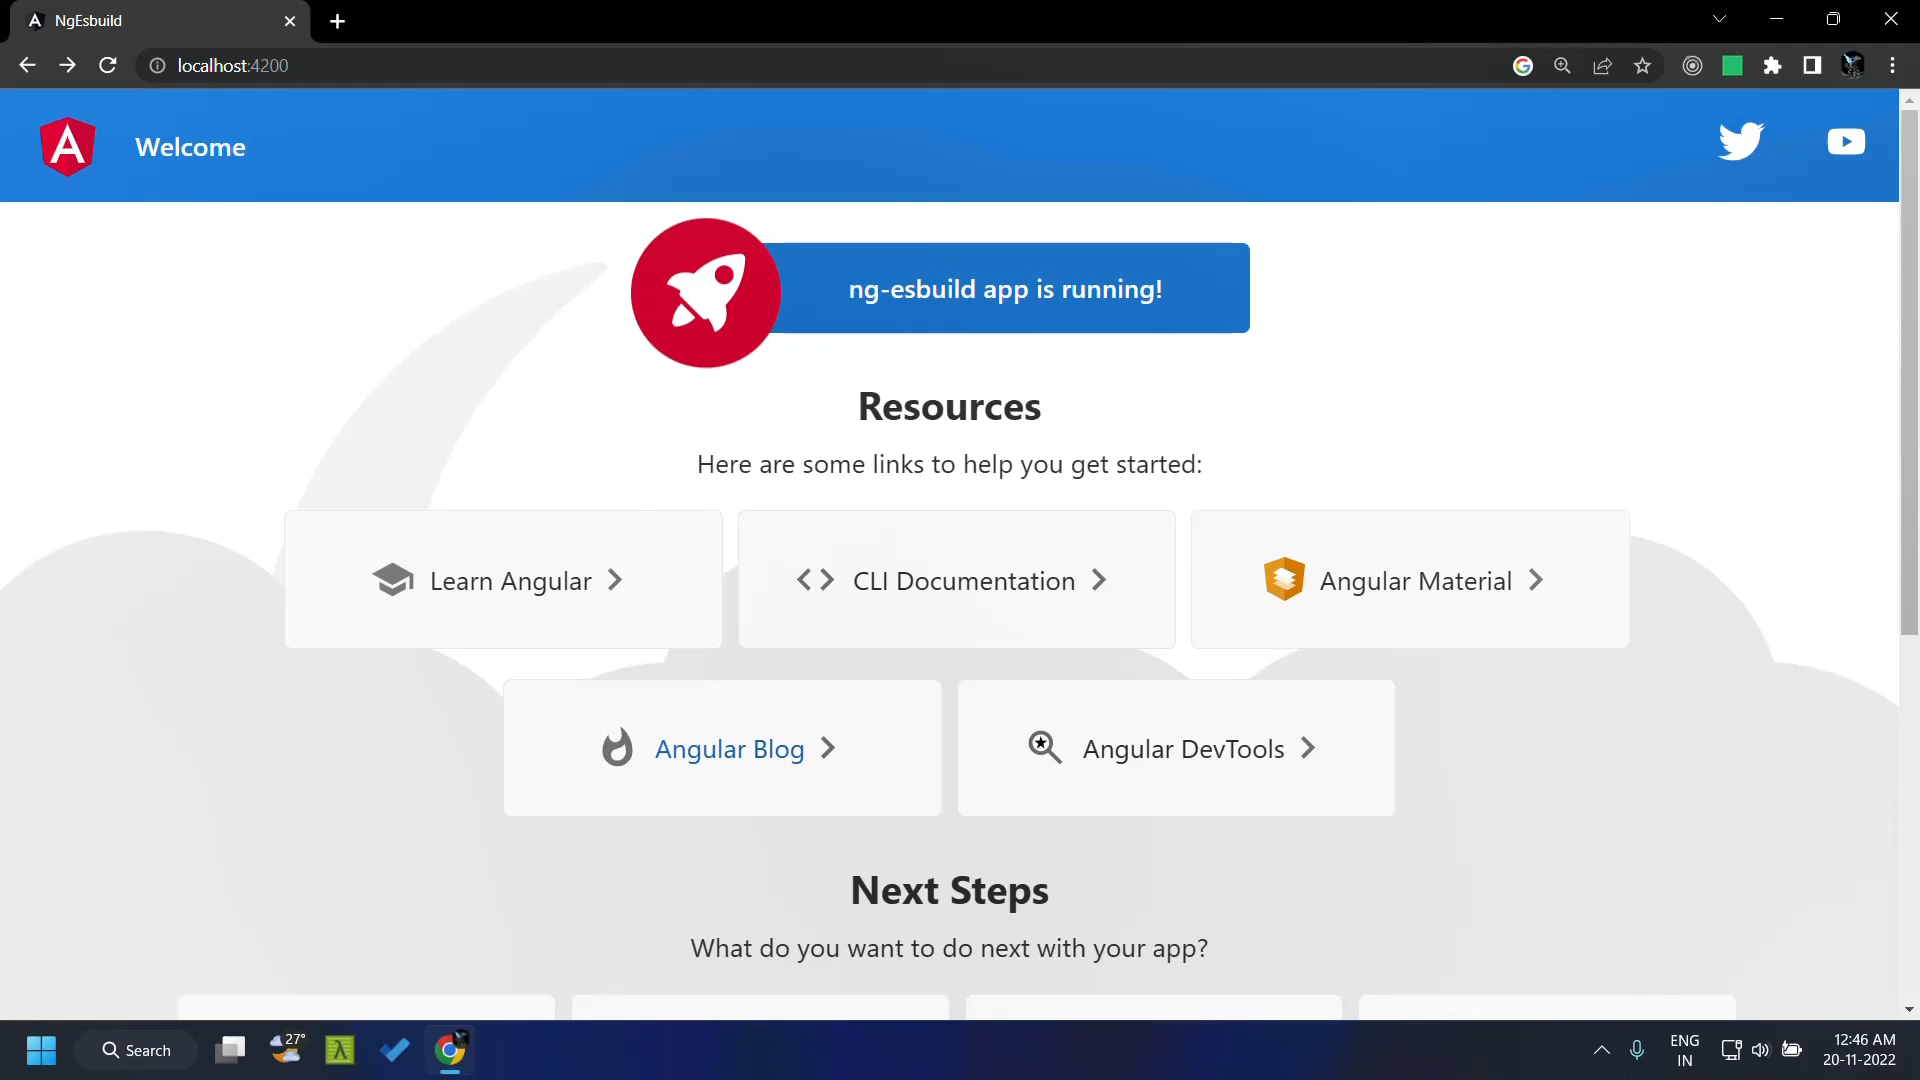 NgEsbuild
localhost:4200
Welcome
ng-esbuild app is running!
Resources
Here are some links to help you get started:
Learn Angular
CLI Documentation
Angular Material
Angular Blog
Angular DevTools
Next Steps
What do you want to do next with your app?
Search
27°
ENG
IN
12:46 AM
20-11-2022